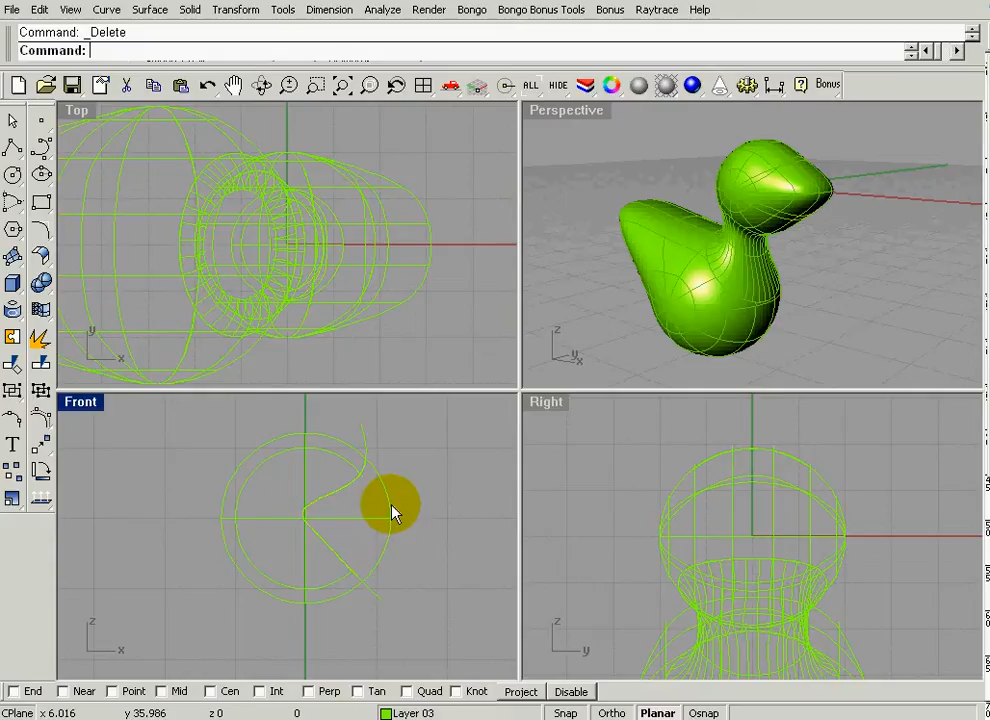 File Edit View Curve Surface Solid Transform Tools Dimension Analyze Render Bongo Bongo Bonus Tools Bonus Raytrace Help
Command: _Delete
Command:
ALL HIDE Bonus
Top
Perspective
y
x
z
y
x
Front
Right
z
x
z
y
T
End Near Point Mid Cen Int Perp Tan Quad Knot Project Disable
CPlane x 6.016 y 35.986 z 0 0 Layer 03 Snap Ortho Planar Osnap